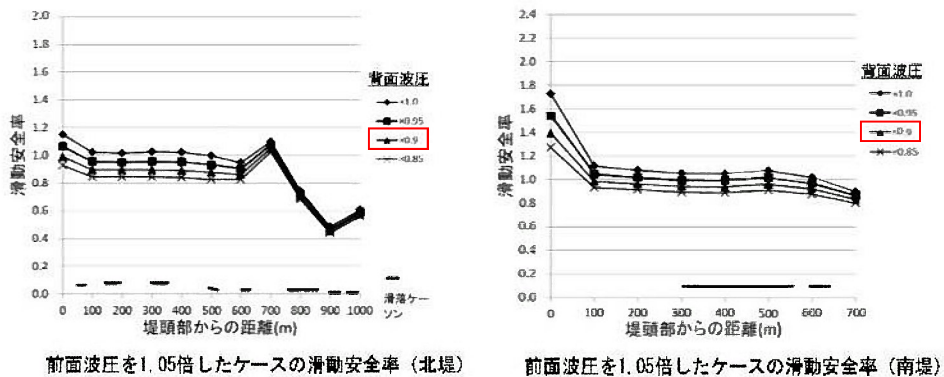 2.0
1.8
1.6
1.4
1.2
1.0
0.8
0.6
0.4
0.2
0.0
滑動安全率
0 100 200 300 400 500 600 700 800 900 1000
堤頭部からの距離(m)
背面波圧
×1.0
×0.95
×0.9
×0.85
滑落ケー
ソン
前面波圧を1.05倍したケースの滑動安全率（北堤）
2.4
2.2
2.0
1.8
1.6
1.4
1.2
1.0
0.8
0.6
0.4
0.2
0.0
滑動安全率
0 100 200 300 400 500 600 700
堤頭部からの距離(m)
背面波圧
×1.0
×0.95
×0.9
×0.85
前面波圧を1.05倍したケースの滑動安全率（南堤）